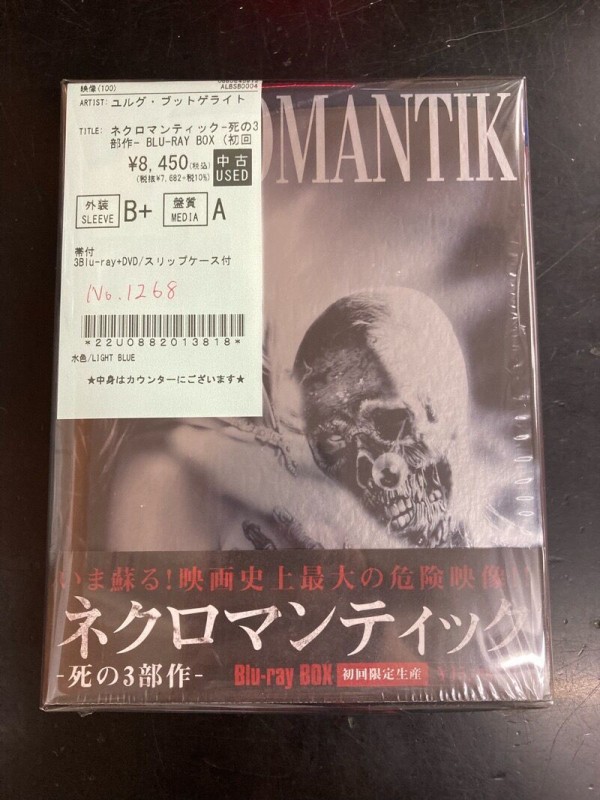 映像(100)
ALBSB0004
ARTIST: ユルグ・ブットゲライト
TITLE: ネクロマンティック-死の3
部作- BLU-RAY BOX (初回
¥8,450(税込)
(税抜¥7,682+税10%)
中古
USED
外装
SLEEVE
B+
盤質
MEDIA
A
帯付
3Blu-ray+DVD/スリップケース付
No.1268
*22U0882013818*
水色/LIGHT BLUE
★中身はカウンターにございます★
OMANTIK
いま蘇る!映画史上最大の危険映像
ネクロマンティック
-死の3部作-
Blu-ray BOX 初回限定生産